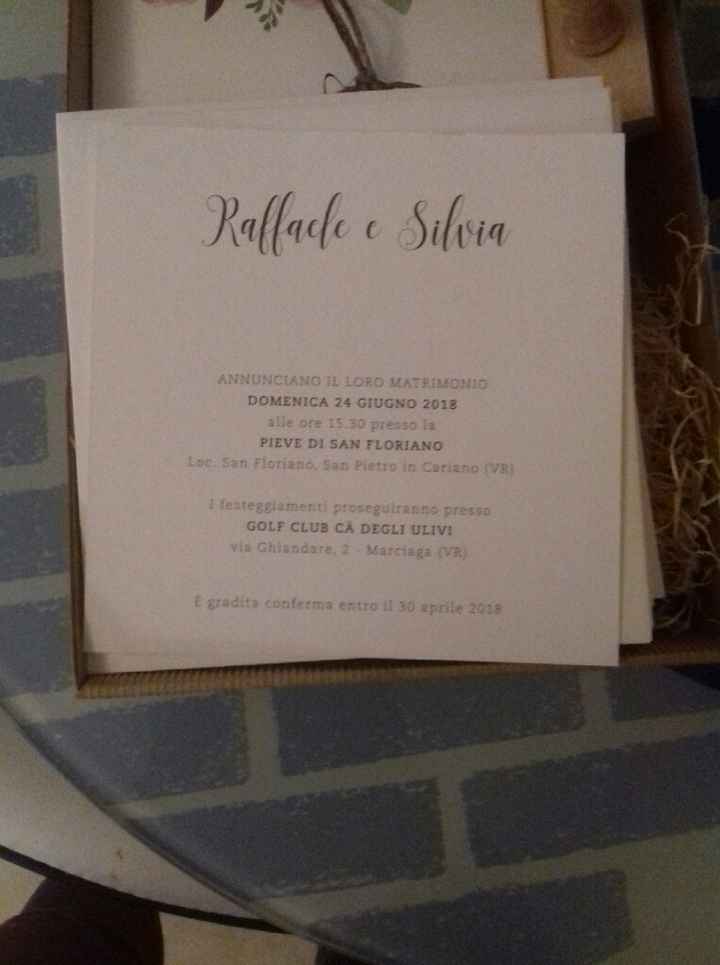 Raffaele e Silvia
ANNUNCIANO IL LORO MATRIMONIO
DOMENICA 24 GIUGNO 2018
alle ore 15.30 presso la
PIEVE DI SAN FLORIANO
Loc. San Floriano, San Pietro in Cariano (VR)
I festeggiamenti proseguiranno presso
GOLF CLUB CÀ DEGLI ULIVI
via Ghiandare, 2 - Marciaga (VR)
È gradita conferma entro il 30 aprile 2018